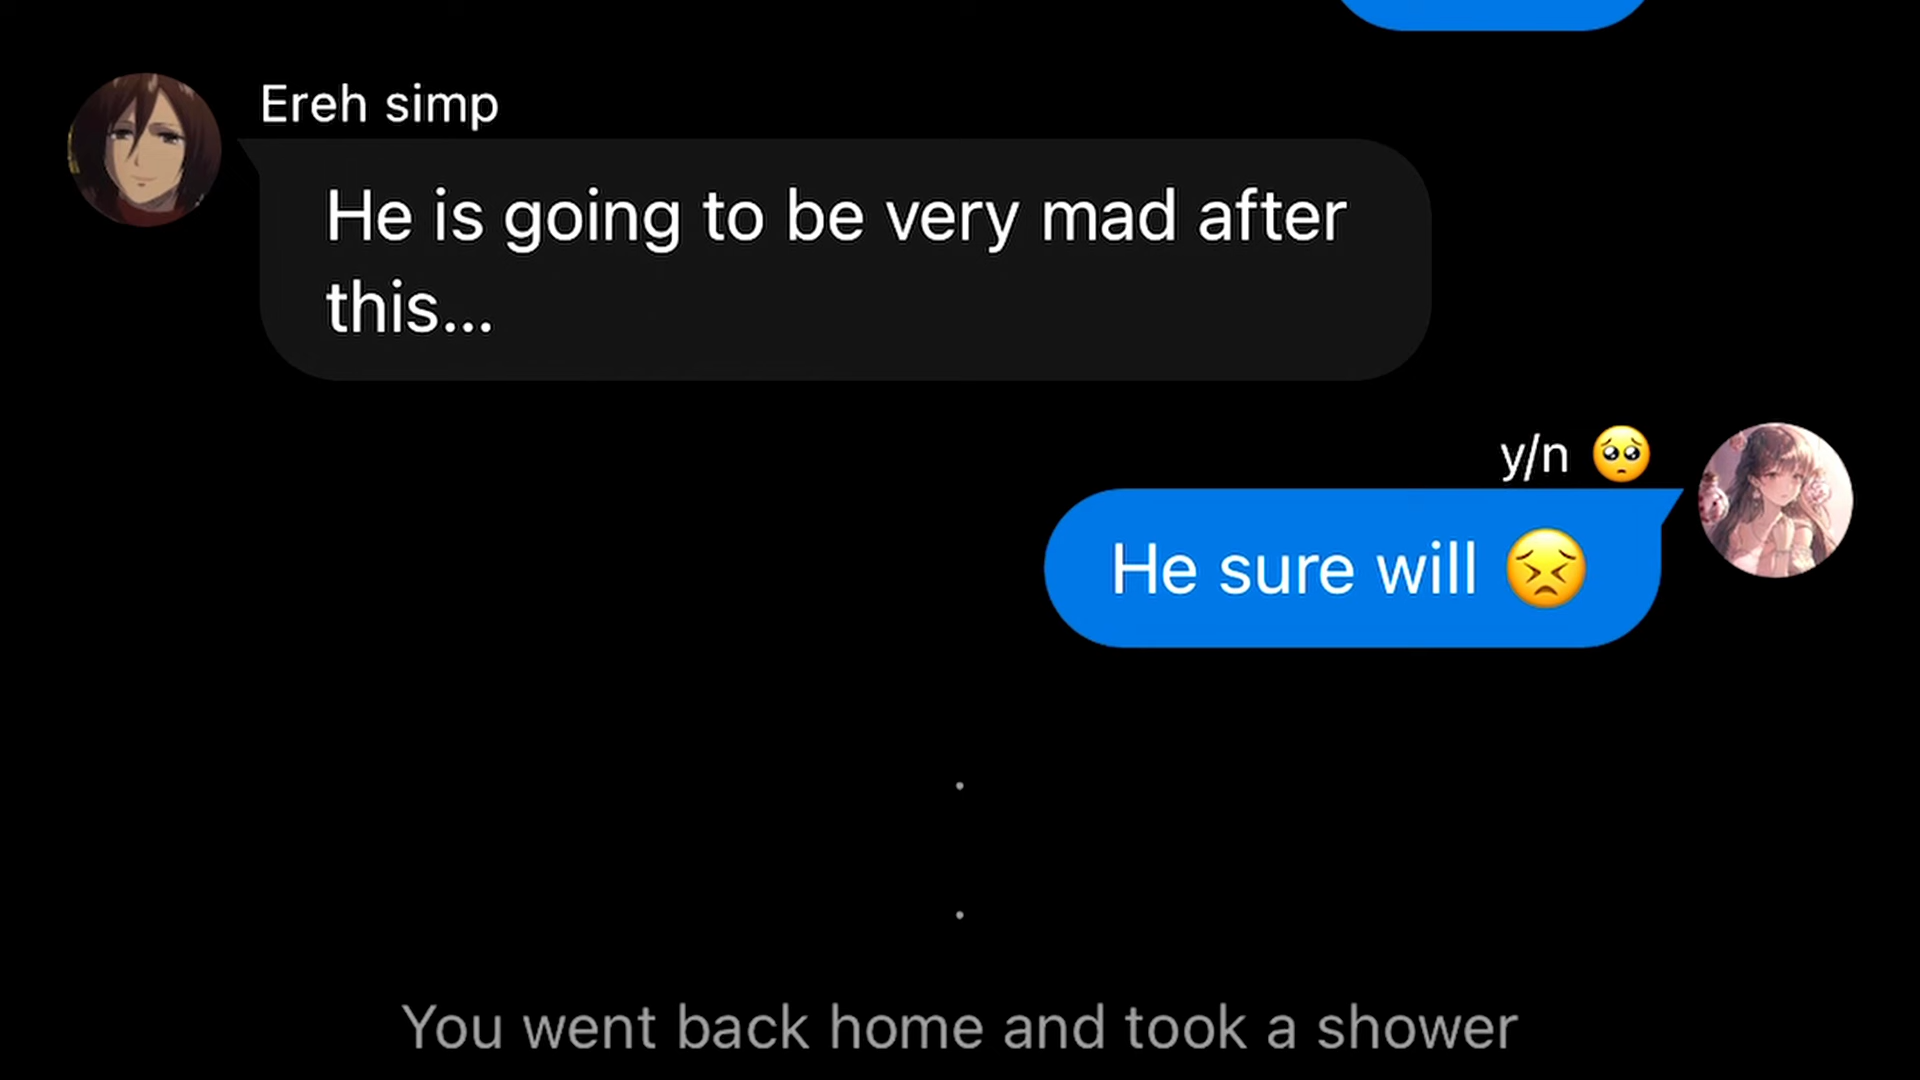 Ereh simp
He is going to be very mad after
this...
y/n 🥺
He sure will 😣
.
.
You went back home and took a shower